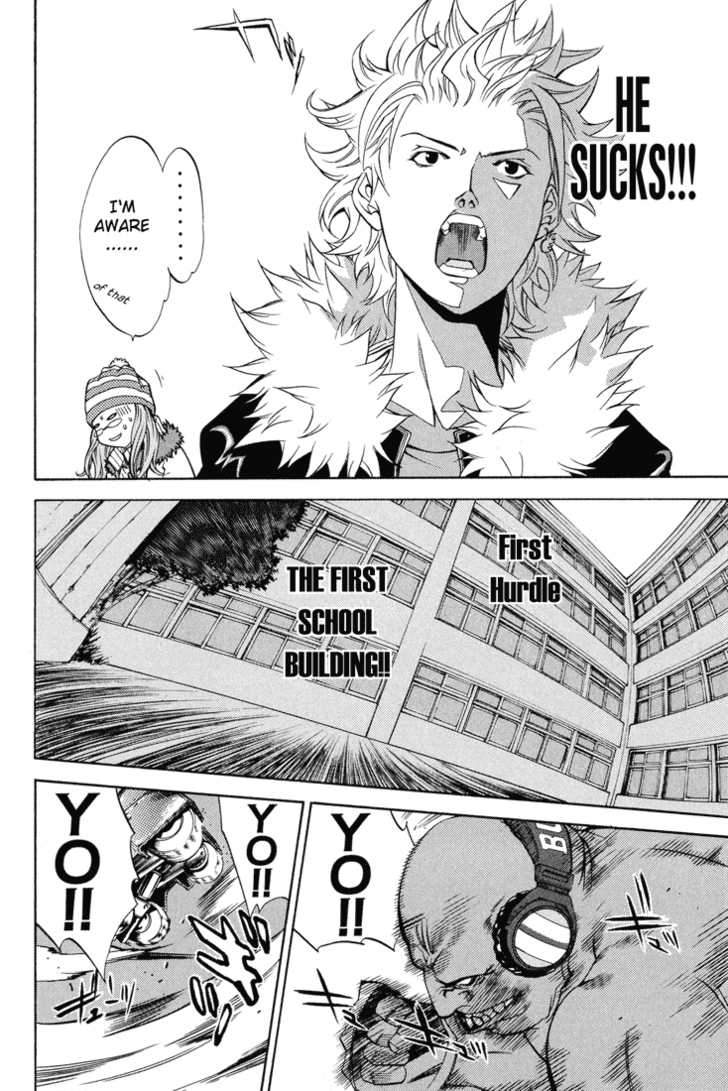 HE
SUCKS!!!
......
I'M
AWARE
......
of that
First
Hurdle
THE FIRST
SCHOOL
BUILDING!!
YO!!
YO!!
YO!!